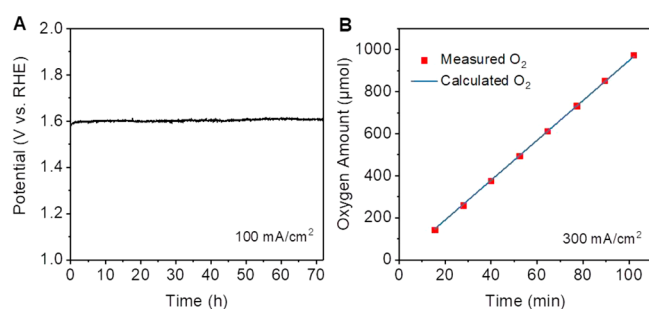 A
Potential (V vs. RHE)
2.0
1.8
1.6
1.4
1.2
1.0
100 mA/cm²
0 10 20 30 40 50 60 70
Time (h)
B
Oxygen Amount (µmol)
1000
800
600
400
200
0
Measured O₂
Calculated O₂
300 mA/cm²
0 20 40 60 80 100
Time (min)